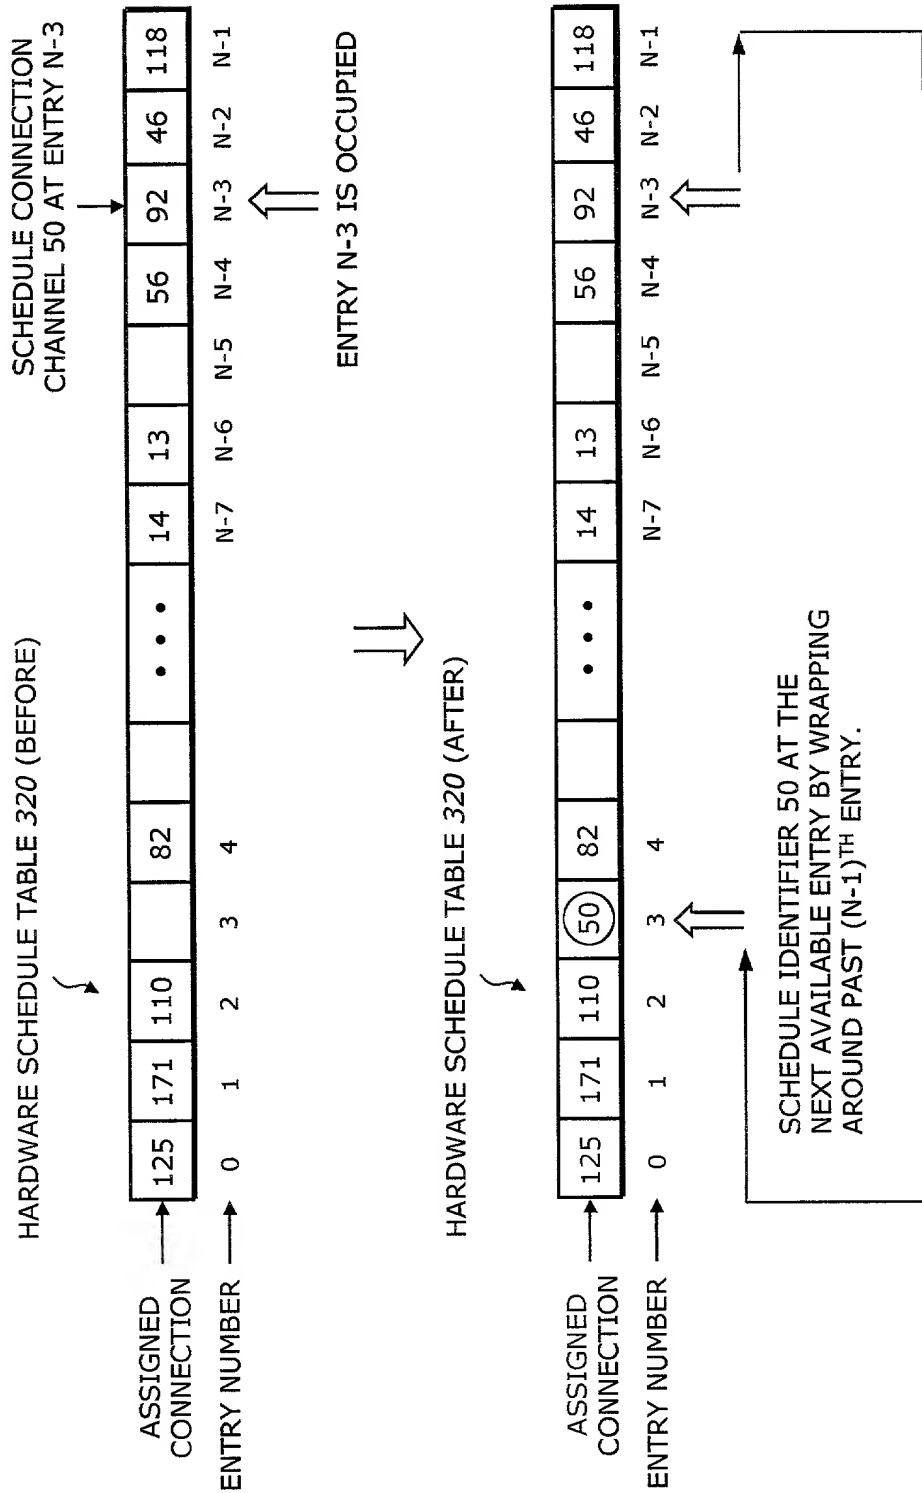 SCHEDULE CONNECTION
CHANNEL 50 AT ENTRY N-3
HARDWARE SCHEDULE TABLE 320 (BEFORE)
ASSIGNED
CONNECTION
125 171 110 82 • • • 14 13 56 92 46 118
ENTRY NUMBER
0 1 2 3 4 N-7 N-6 N-5 N-4 N-3 N-2 N-1
ENTRY N-3 IS OCCUPIED
HARDWARE SCHEDULE TABLE 320 (AFTER)
ASSIGNED
CONNECTION
125 171 110 50 82 • • • 14 13 56 92 46 118
ENTRY NUMBER
0 1 2 3 4 N-7 N-6 N-5 N-4 N-3 N-2 N-1
SCHEDULE IDENTIFIER 50 AT THE
NEXT AVAILABLE ENTRY BY WRAPPING
AROUND PAST (N-1)TH ENTRY.